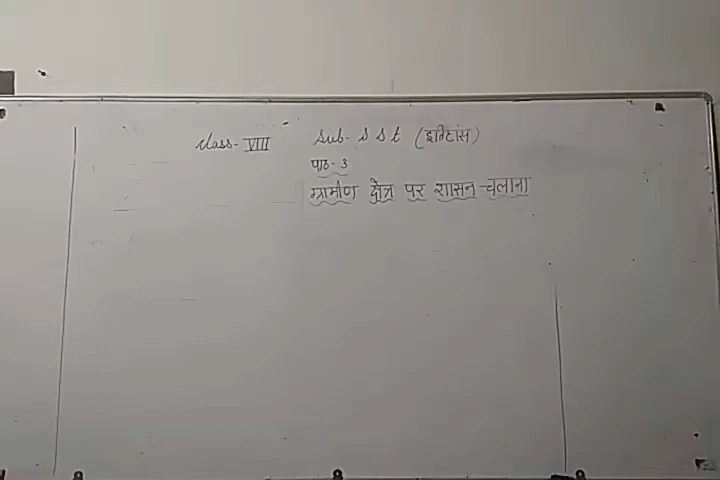 Class- VIII Sub- S S t (इतिहास)
पाठ- 3
ग्रामीण क्षेत्र पर शासन चलाना